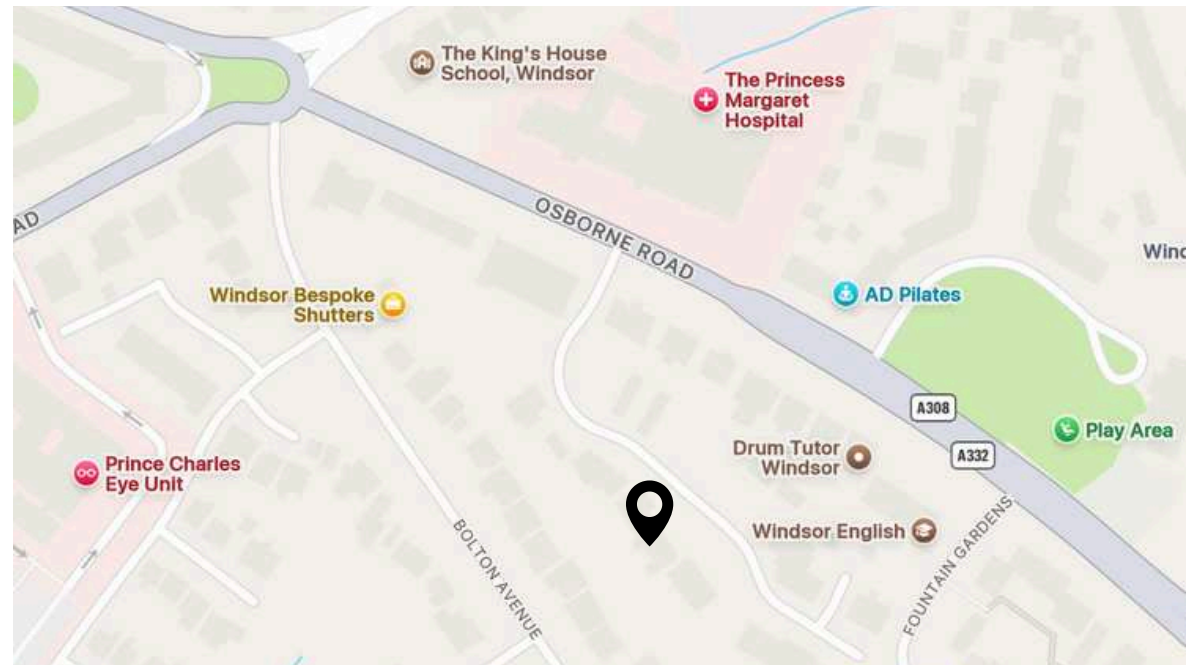 The King's House
School, Windsor
The Princess
Margaret
Hospital
AD
OSBORNE ROAD
Winc
Windsor Bespoke
Shutters
AD Pilates
A308
Play Area
Drum Tutor
Windsor
A332
Prince Charles
Eye Unit
Windsor English
BOLTON AVENUE
FOUNTAIN GARDENS